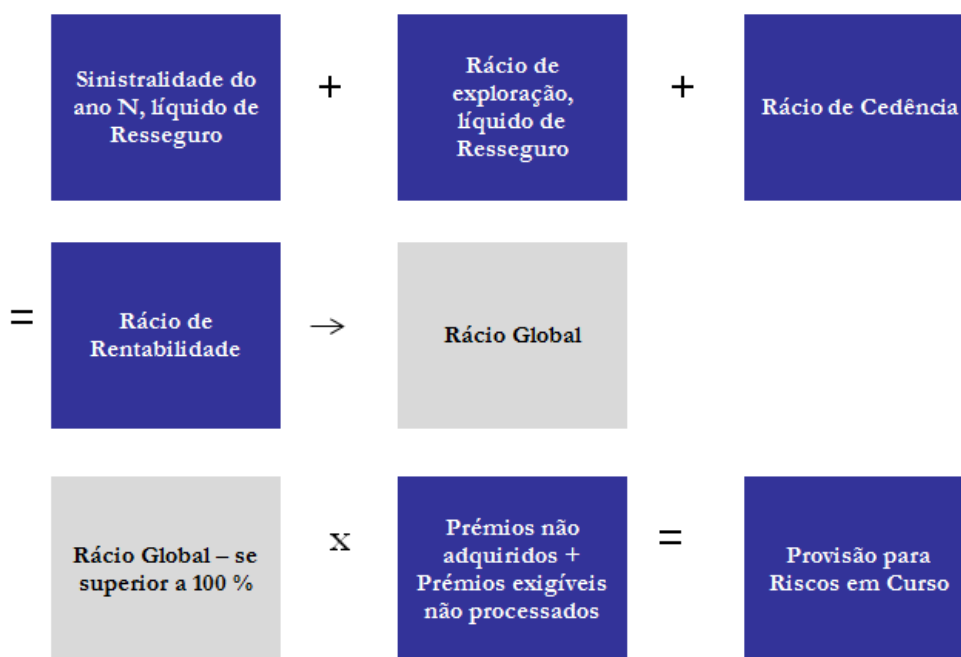 Sinistralidade do
ano N, líquido de
Resseguro
+
Rácio de
exploração,
líquido de
Resseguro
+
Rácio de Cedência
=
Rácio de
Rentabilidade
→
Rácio Global
Rácio Global – se
superior a 100 %
x
Prémios não
adquiridos +
Prémios exigíveis
não processados
=
Provisão para
Riscos em Curso